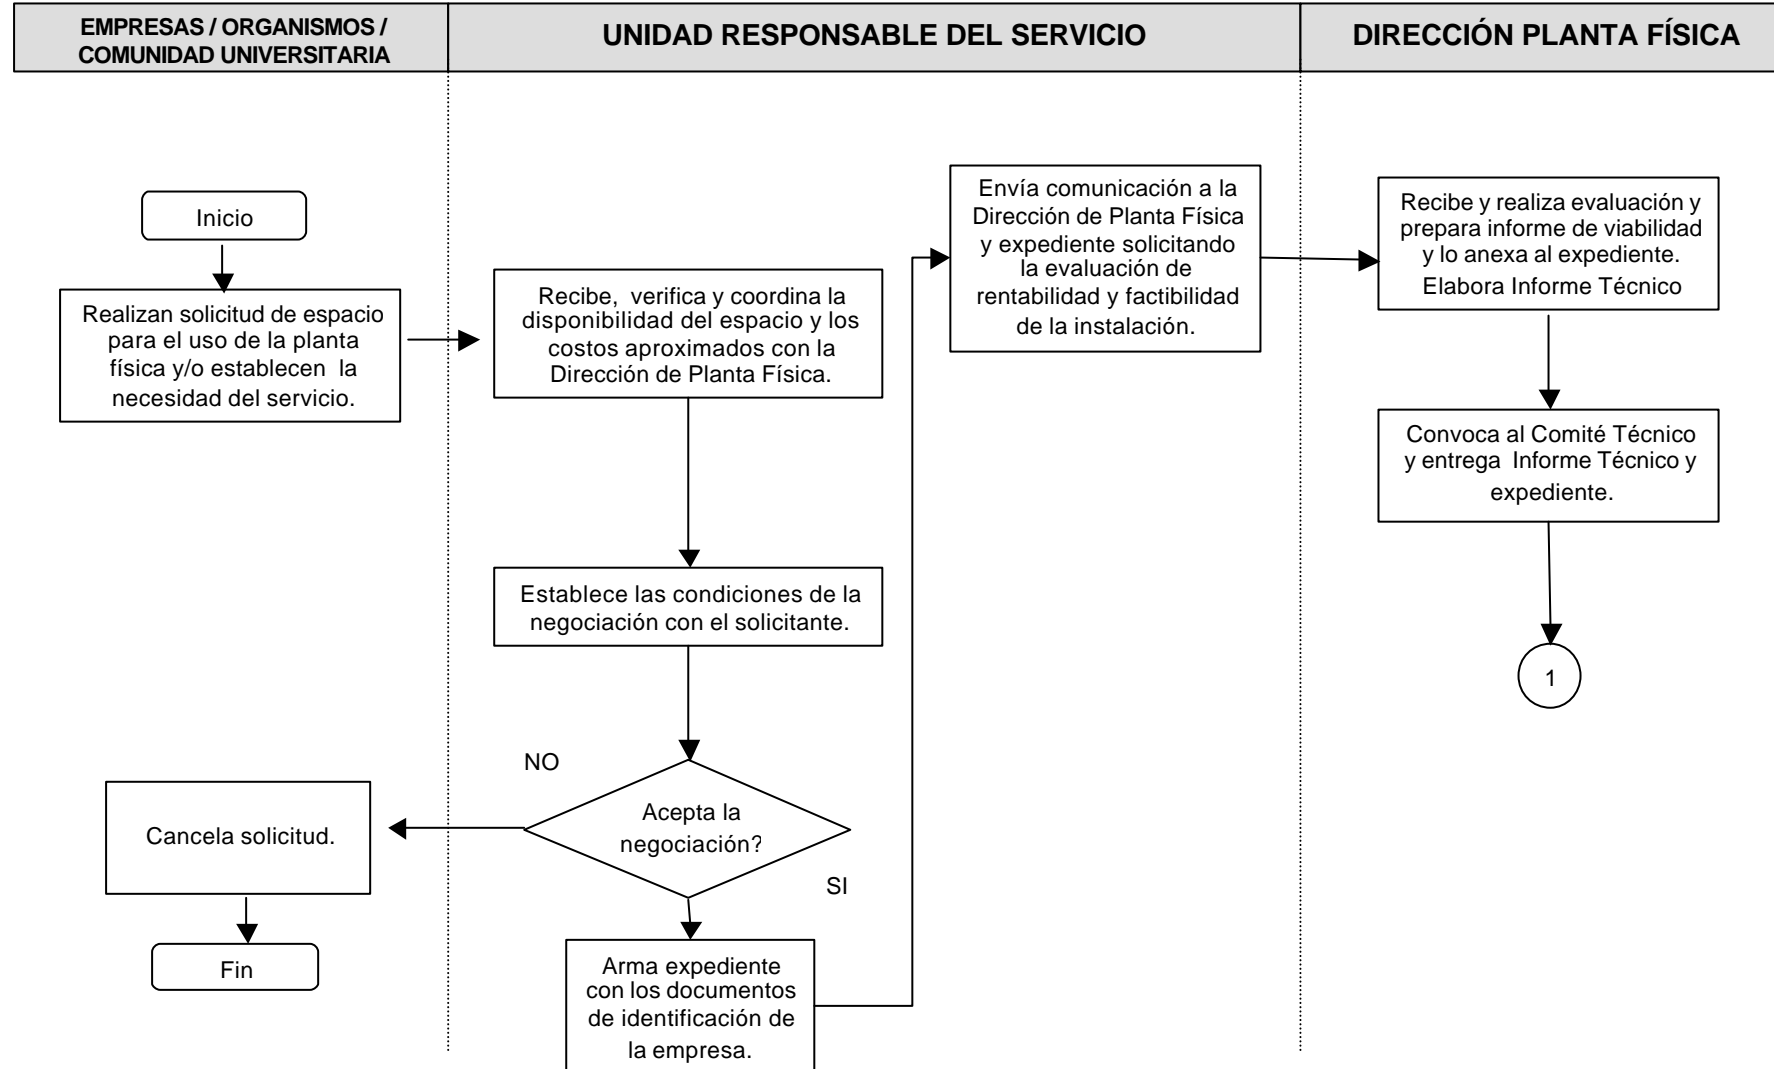 EMPRESAS / ORGANISMOS /
COMUNIDAD UNIVERSITARIA
UNIDAD RESPONSABLE DEL SERVICIO
DIRECCIÓN PLANTA FÍSICA
Inicio
Realizan solicitud de espacio
para el uso de la planta
física y/o establecen la
necesidad del servicio.
Recibe, verifica y coordina la
disponibilidad del espacio y los
costos aproximados con la
Dirección de Planta Física.
Establece las condiciones de la
negociación con el solicitante.
Acepta la
negociación?
NO
SI
Cancela solicitud.
Fin
Arma expediente
con los documentos
de identificación de
la empresa.
Envía comunicación a la
Dirección de Planta Física
y expediente solicitando
la evaluación de
rentabilidad y factibilidad
de la instalación.
Recibe y realiza evaluación y
prepara informe de viabilidad
y lo anexa al expediente.
Elabora Informe Técnico
Convoca al Comité Técnico
y entrega Informe Técnico y
expediente.
1